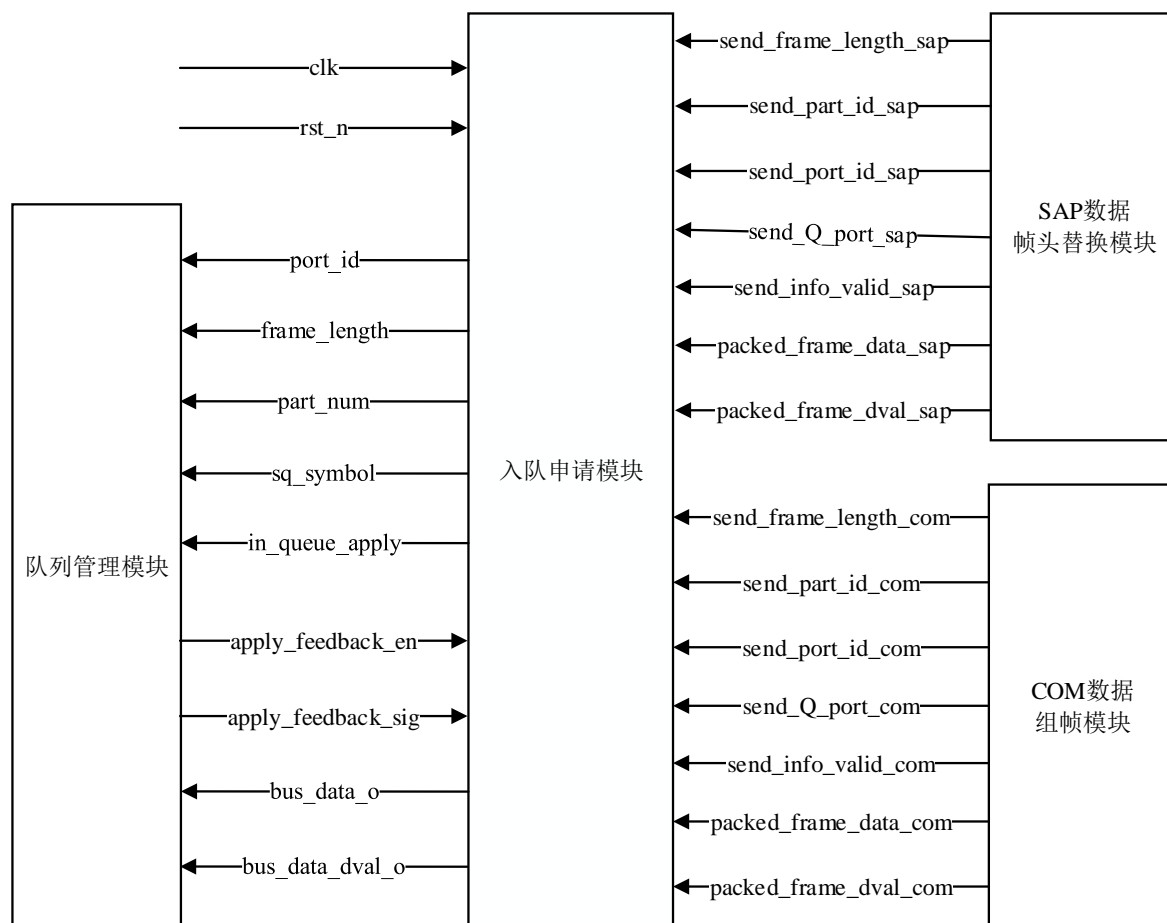 clk
rst_n
port_id
frame_length
part_num
sq_symbol
in_queue_apply
apply_feedback_en
apply_feedback_sig
bus_data_o
bus_data_dval_o
队列管理模块
入队申请模块
send_frame_length_sap
send_part_id_sap
send_port_id_sap
send_Q_port_sap
send_info_valid_sap
packed_frame_data_sap
packed_frame_dval_sap
SAP数据
帧头替换模块
send_frame_length_com
send_part_id_com
send_port_id_com
send_Q_port_com
send_info_valid_com
packed_frame_data_com
packed_frame_dval_com
COM数据
组帧模块